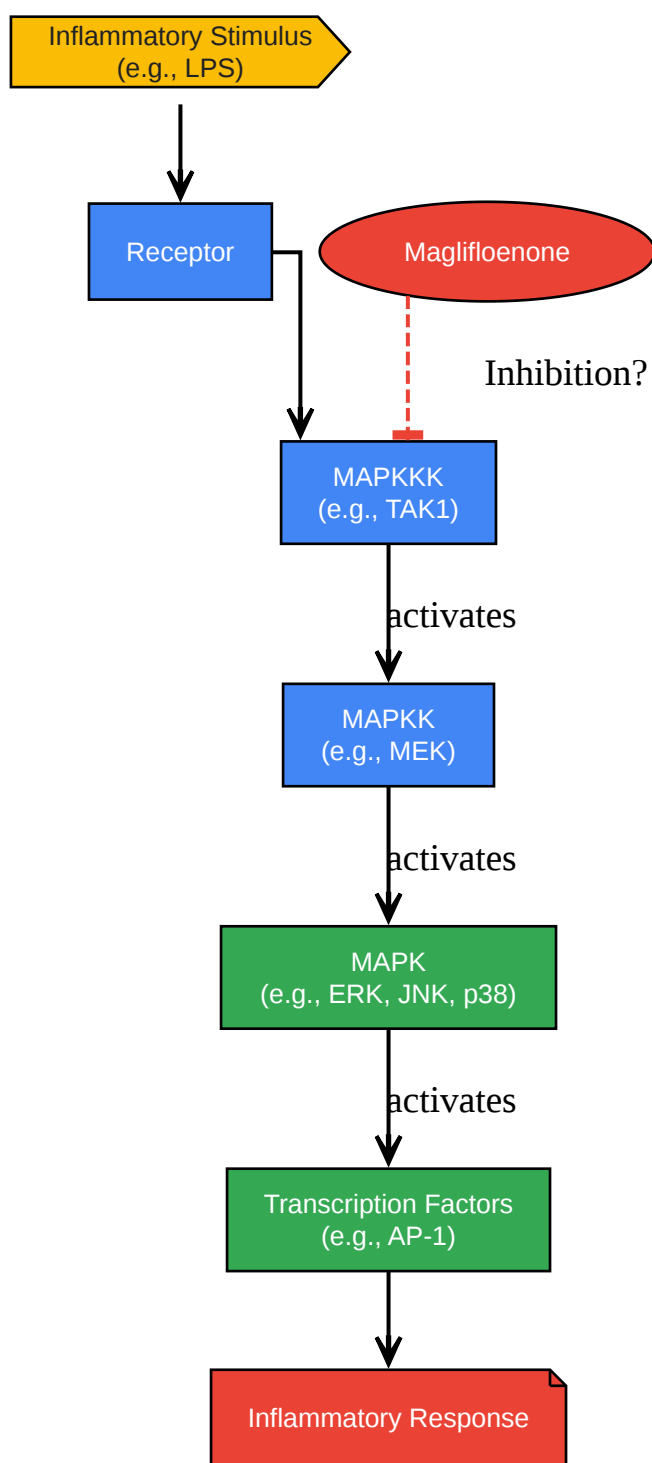 Inflammatory Stimulus
(e.g., LPS)
Receptor
Maglifloenone
Inhibition?
MAPKKK
(e.g., TAK1)
activates
MAPKK
(e.g., MEK)
activates
MAPK
(e.g., ERK, JNK, p38)
activates
Transcription Factors
(e.g., AP-1)
Inflammatory Response